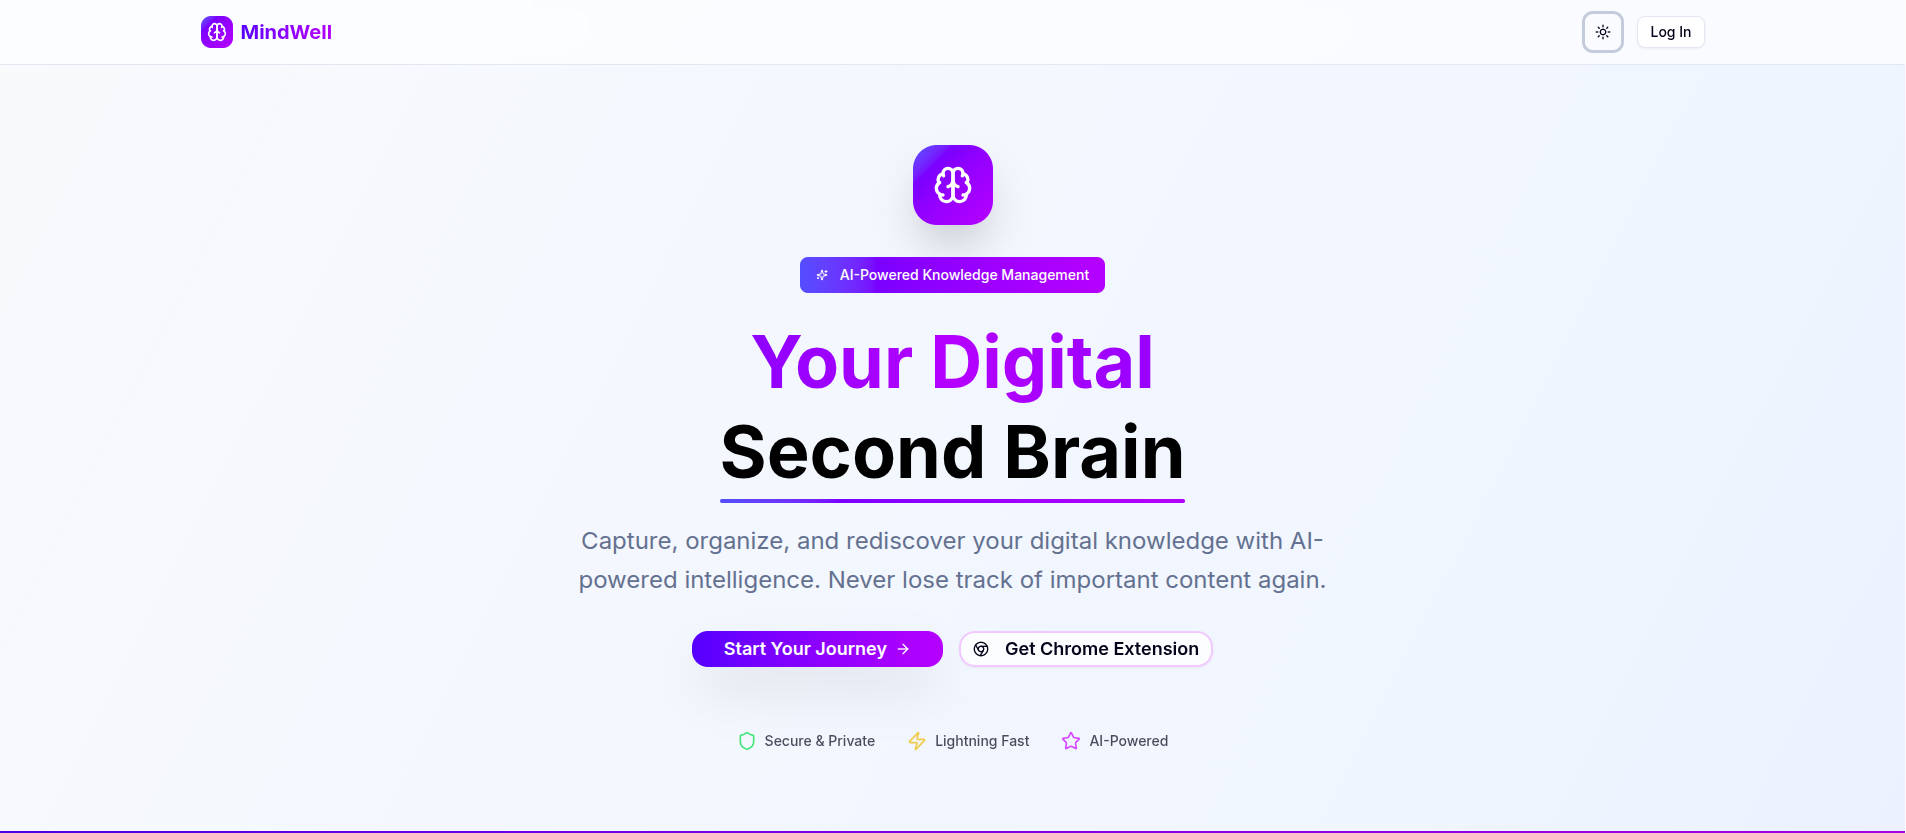 MindWell
Log In
AI-Powered Knowledge Management
Your Digital
Second Brain
Capture, organize, and rediscover your digital knowledge with AI-
powered intelligence. Never lose track of important content again.
Start Your Journey
Get Chrome Extension
Secure & Private
Lightning Fast
AI-Powered